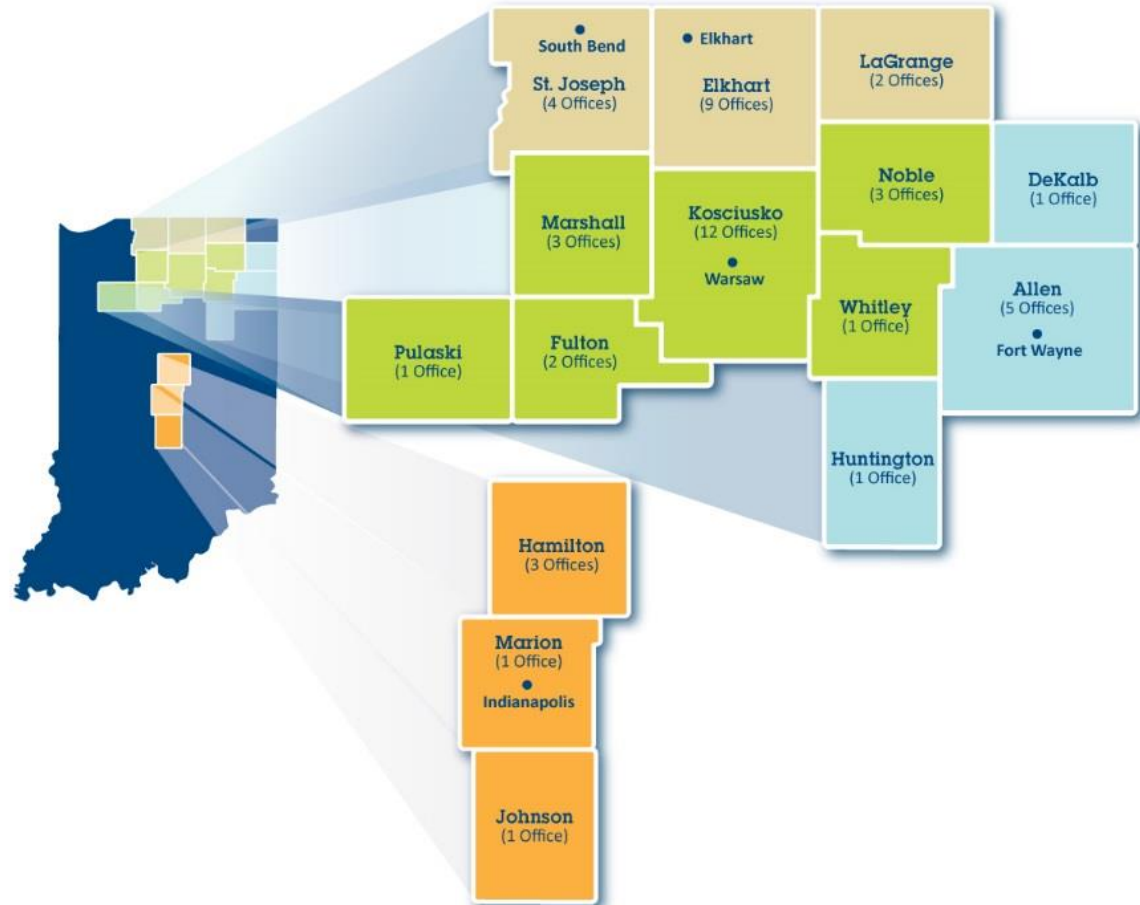 South Bend
St. Joseph
(4 Offices)
Elkhart
Elkhart
(9 Offices)
LaGrange
(2 Offices)
Marshall
(3 Offices)
Kosciusko
(12 Offices)
Warsaw
Noble
(3 Offices)
DeKalb
(1 Office)
Pulaski
(1 Office)
Fulton
(2 Offices)
Whitley
(1 Office)
Allen
(5 Offices)
Fort Wayne
Huntington
(1 Office)
Hamilton
(3 Offices)
Marion
(1 Office)
Indianapolis
Johnson
(1 Office)